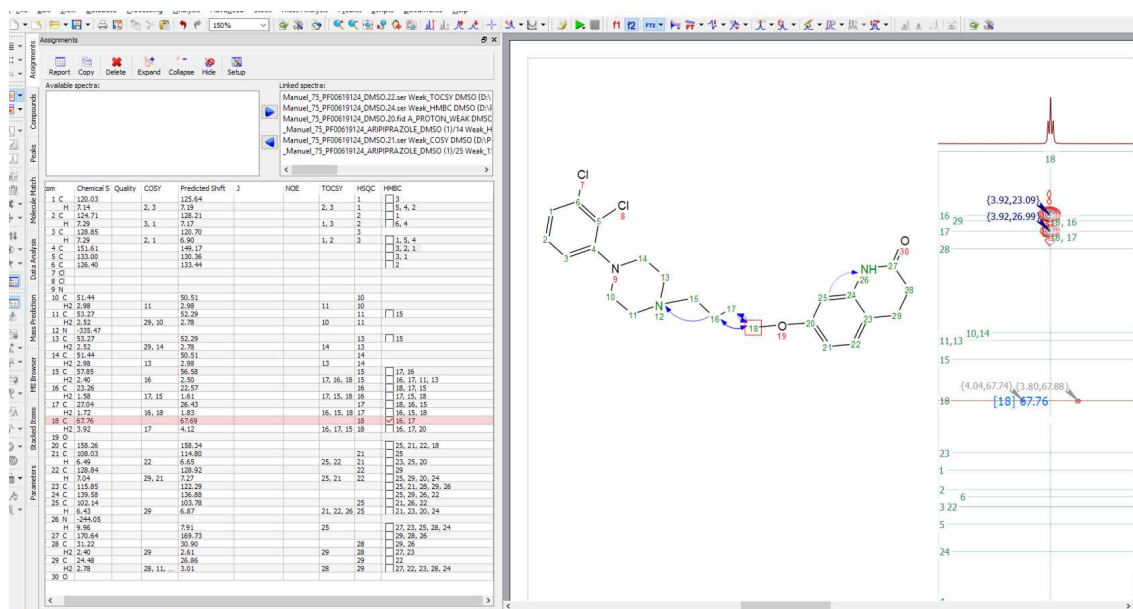 150%
f1 f2 FT2
Assignments
Report Copy Delete Expand Collapse Hide Setup
Available spectra:
Linked spectra:
Manuel_75_PF00619124_DMSO.22.ser Weak_TOCSY DMSO {D:\
Manuel_75_PF00619124_DMSO.24.ser Weak_HMBC DMSO {D:\
Manuel_75_PF00619124_DMSO.20.fid A_PROTON_WEAK DMSO
_Manuel_75_PF00619124_ARIPIPRAZOLE_DMSO (1)/14 Weak_H
Manuel_75_PF00619124_DMSO.21.ser Weak_COSY DMSO {D:\P
_Manuel_75_PF00619124_ARIPIPRAZOLE_DMSO (1)/25 Weak_1
Assignments
Compounds
Peaks
Molecule Match
Data Analysis
Mass Prediction
MS Browser
Stacked Items
Parameters
Chemical S Quality COSY Predicted Shift J NOE TOCSY HSQC HMBC
1 C 120.03 125.64 1 3
H 7.14 2, 3 7.19 2, 3 1 5, 4, 2
2 C 124.71 128.21 2 1
H 7.29 3, 1 7.17 1, 3 2 6, 4
3 C 128.85 120.70 3
H 7.29 2, 1 6.90 1, 2 3 1, 5, 4
4 C 151.61 149.17 3, 2, 1
5 C 133.00 130.36 3, 1
6 C 126.40 133.44 2
7 Cl
8 Cl
9 N
10 C 51.44 50.51 10
H2 2.98 11 2.98 11 10
11 C 53.27 52.29 11 15
H2 2.52 29, 10 2.78 10 11
12 N -335.47
13 C 53.27 52.29 13 15
H2 2.52 29, 14 2.78 14 13
14 C 51.44 50.51 14
H2 2.98 13 2.98 13 14
15 C 57.85 56.58 15 17, 16
H2 2.40 16 2.50 17, 16, 18 15 16, 17, 11, 13
16 C 23.26 22.57 16 18, 17, 15
H2 1.58 17, 15 1.61 17, 15, 18 16 17, 15, 18
17 C 27.04 26.43 17 18, 16, 15
H2 1.72 16, 18 1.83 16, 15, 18 17 16, 15, 18
18 C 67.76 67.69 18 16, 17
H2 3.92 17 4.12 16, 17, 15 18 16, 17, 20
19 O
20 C 158.26 158.34 25, 21, 22, 18
21 C 108.03 114.80 21 25
H 6.49 22 6.65 25, 22 21 23, 25, 20
22 C 128.84 128.92 22 29
H 7.04 29, 21 7.27 25, 21 22 25, 29, 20, 24
23 C 115.85 122.29 25, 21, 28, 29, 26
24 C 139.58 136.88 25, 29, 26, 22
25 C 102.14 103.78 25 21, 26, 22
H 6.43 29 6.87 21, 22, 26 25 21, 23, 20, 24
26 N -244.05
H 9.96 7.91 25 27, 23, 25, 28, 24
27 C 170.64 169.73 29, 28, 26
28 C 31.22 30.90 28 29, 26
H2 2.40 29 2.61 29 28 27, 23
29 C 24.48 26.86 29 22
H2 2.78 28, 11, ... 3.01 28 29 27, 22, 23, 28, 24
30 O
Cl
7
6
Cl
1
5
8
2
4
3
14
N
9
13
10
N
15
11
12
17
16
18
O
19
20
25
24
NH
26
27
O
30
28
29
23
21
22
18
{3.92,23.09}
16 29 18, 16
{3.92,26.99}
17 18, 17
28
10,14
11,13
15
{4.04,67.74} {3.80,67.88}
18 [18] 67.76
23
1
2
6
3 22
5
24
4